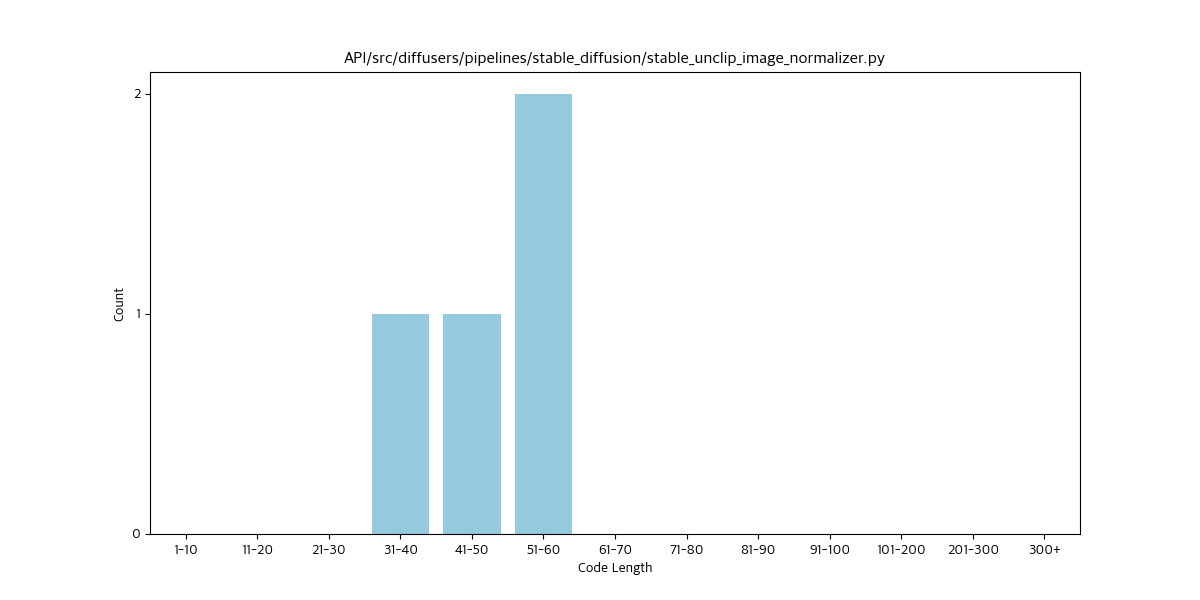 API/src/diffusers/pipelines/stable_diffusion/stable_unclip_image_normalizer.py
2
1
0
Count
1-10 11-20 21-30 31-40 41-50 51-60 61-70 71-80 81-90 91-100 101-200 201-300 300+
Code Length